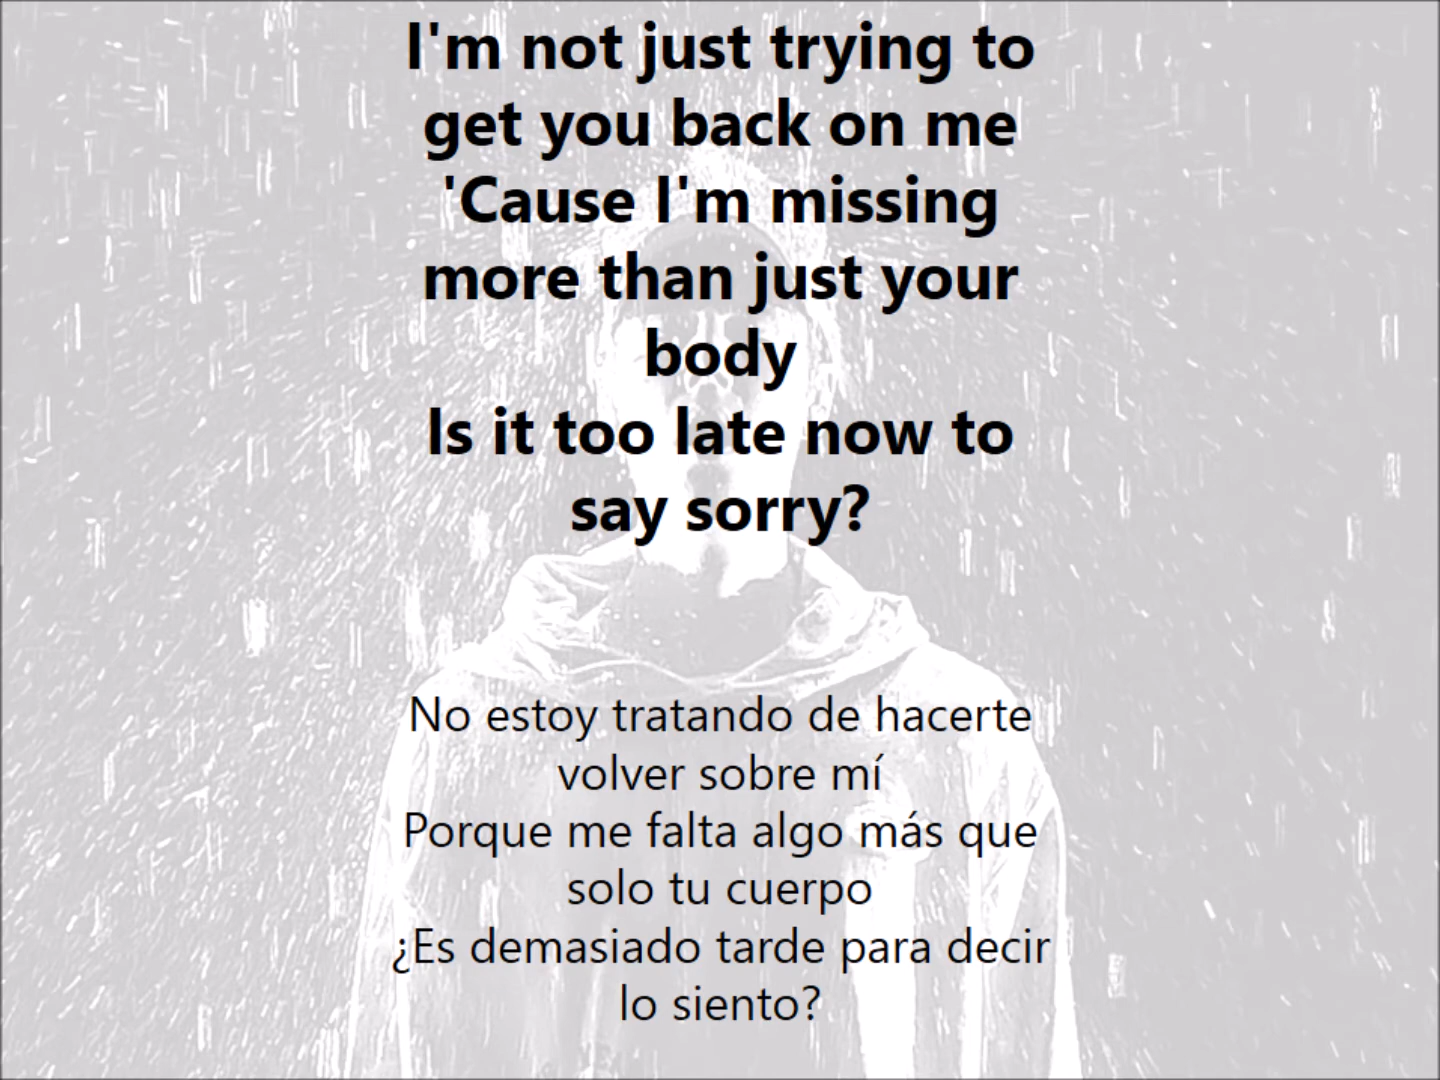 I'm not just trying to
get you back on me
'Cause I'm missing
more than just your
body
Is it too late now to
say sorry?
No estoy tratando de hacerte
volver sobre mí
Porque me falta algo más que
solo tu cuerpo
¿Es demasiado tarde para decir
lo siento?